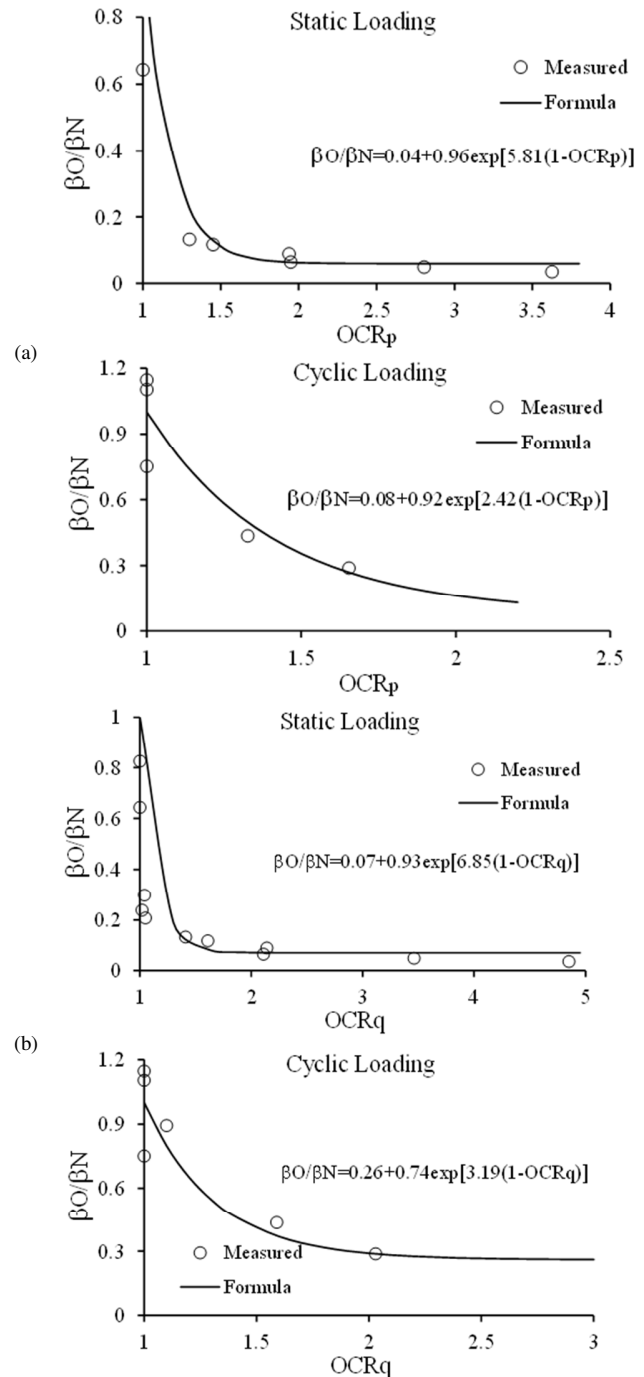 Static Loading
0.8
0.6
0.4
0.2
0
βO/βN
Measured
Formula
βO/βN=0.04+0.96exp[5.81(1-OCRp)]
1 1.5 2 2.5 3 3.5 4
OCRp
(a)
Cyclic Loading
1.2
0.9
0.6
0.3
0
βO/βN
Measured
Formula
βO/βN=0.08+0.92exp[2.42(1-OCRp)]
1 1.5 2 2.5
OCRp
Static Loading
1
0.8
0.6
0.4
0.2
0
βO/βN
Measured
Formula
βO/βN=0.07+0.93exp[6.85(1-OCRq)]
1 2 3 4 5
OCRq
(b)
Cyclic Loading
1.2
0.9
0.6
0.3
0
βO/βN
βO/βN=0.26+0.74exp[3.19(1-OCRq)]
Measured
Formula
1 1.5 2 2.5 3
OCRq